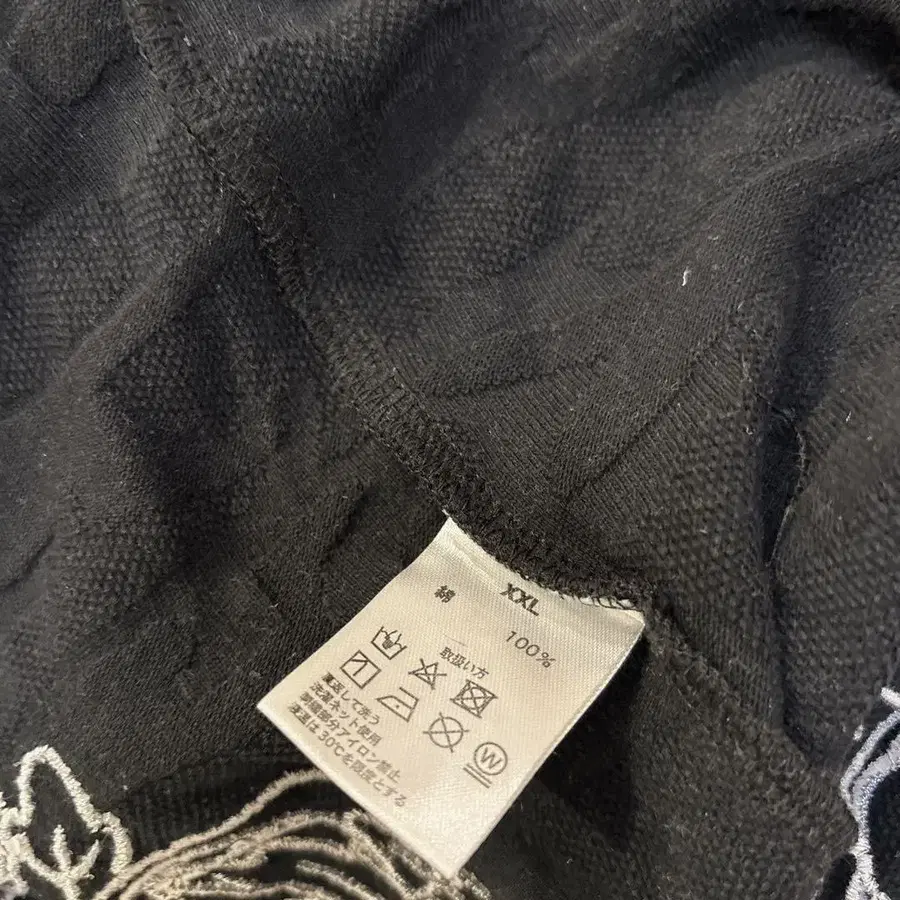 XXL
綿 100%
取扱い方
W
裏返して洗う
洗濯ネット使用
刺繍部分アイロン禁止
液温は30℃を限度とする